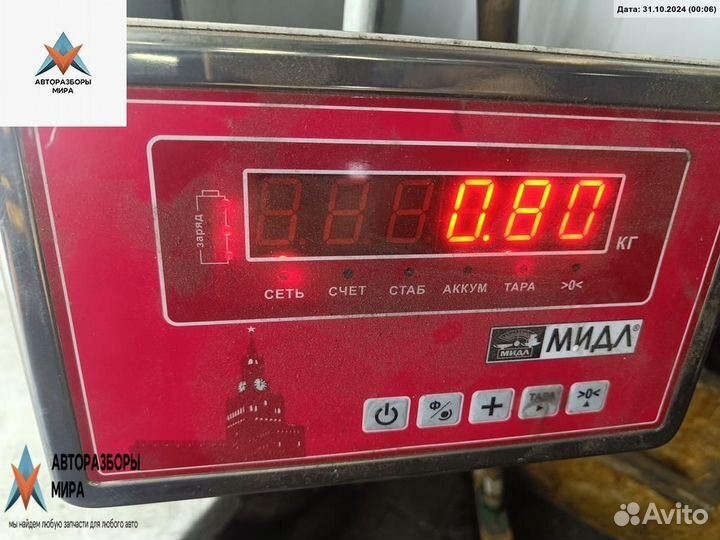 Дата: 31.10.2024 (00:06)
АВТОРАЗБОРЫ
МИРА
заряд
0.80
КГ
СЕТЬ СЧЕТ СТАБ АККУМ ТАРА >0<
МИДЛ МИДЛ®
Ф/ + ТАРА >0<
АВТОРАЗБОРЫ
МИРА
мы найдем любую запчасти для любого авто
Avito